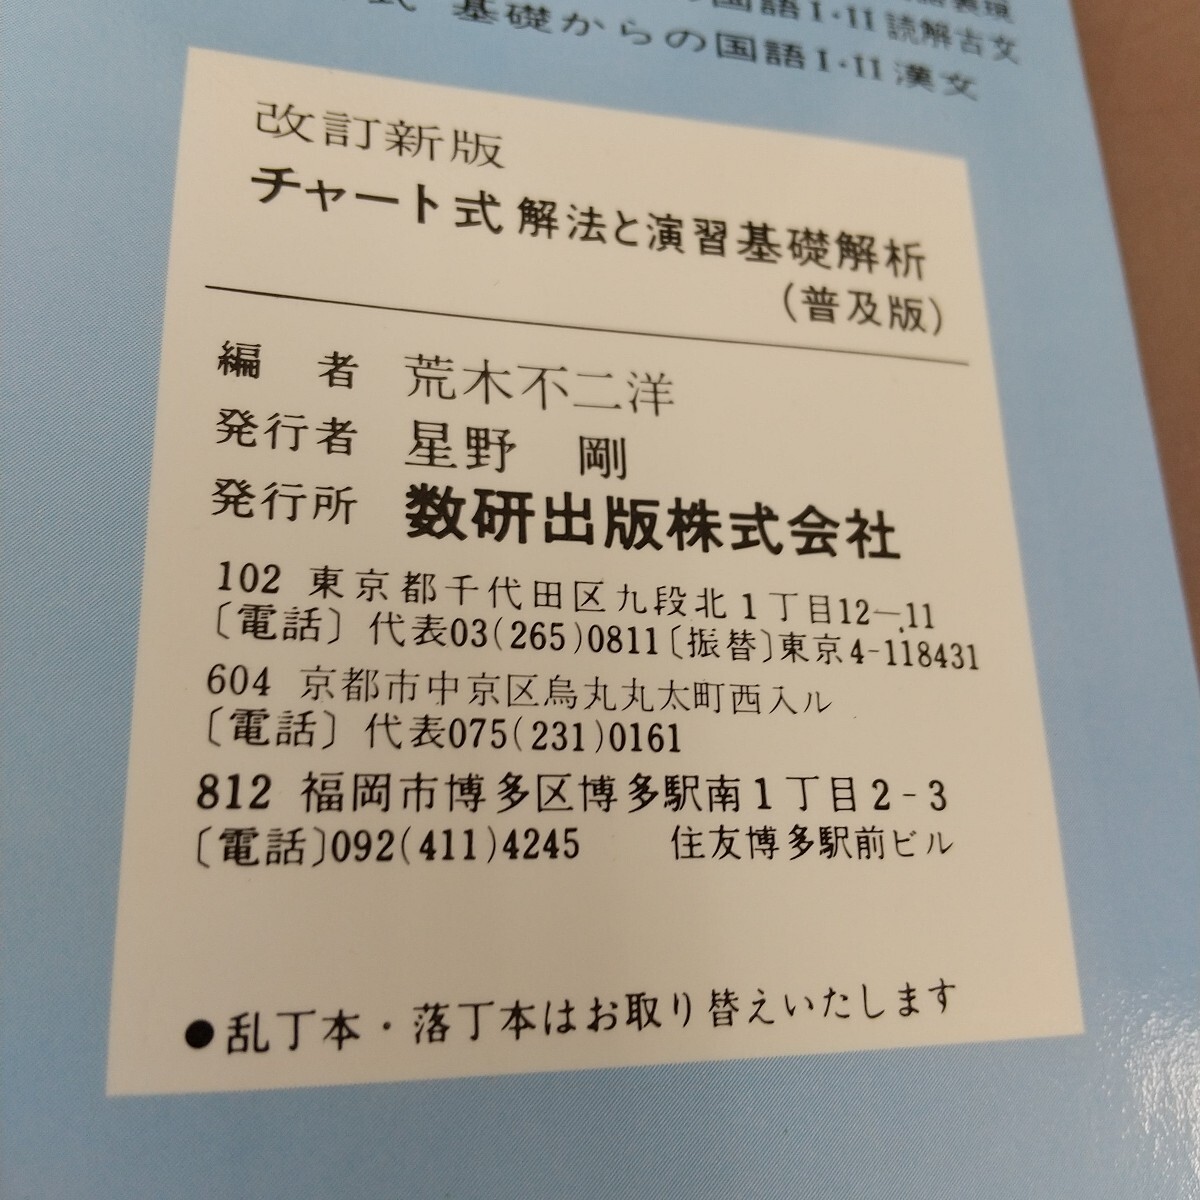 の国語I・II読解古文
式 基礎からの国語I・II漢文
改訂新版
チャート式 解法と演習基礎解析
(普及版)
編 者 荒木不二洋
発行者 星野 剛
発行所 数研出版株式会社
102 東京都千代田区九段北1丁目12-11
〔電話〕代表03(265)0811〔振替〕東京4-118431
604 京都市中京区烏丸丸太町西入ル
〔電話〕代表075(231)0161
812 福岡市博多区博多駅南1丁目2-3
〔電話〕092(411)4245 住友博多駅前ビル
●乱丁本・落丁本はお取り替えいたします